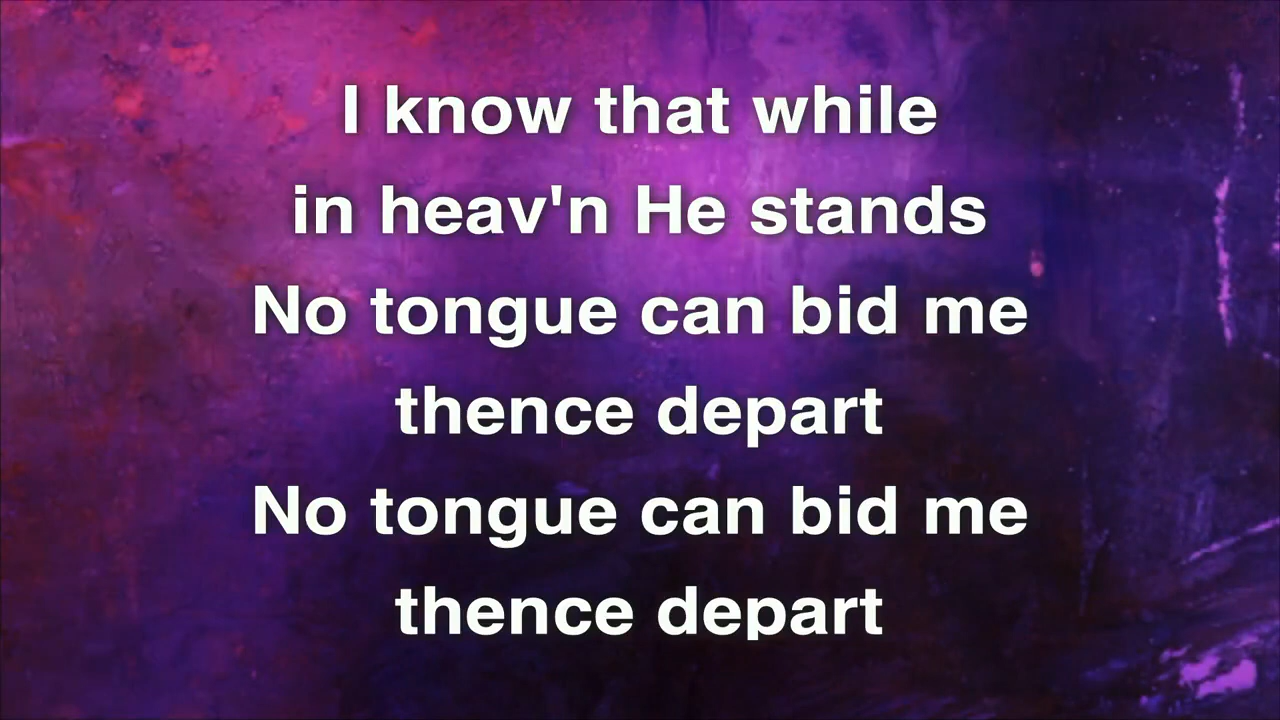 I know that while
in heav'n He stands
No tongue can bid me
thence depart
No tongue can bid me
thence depart